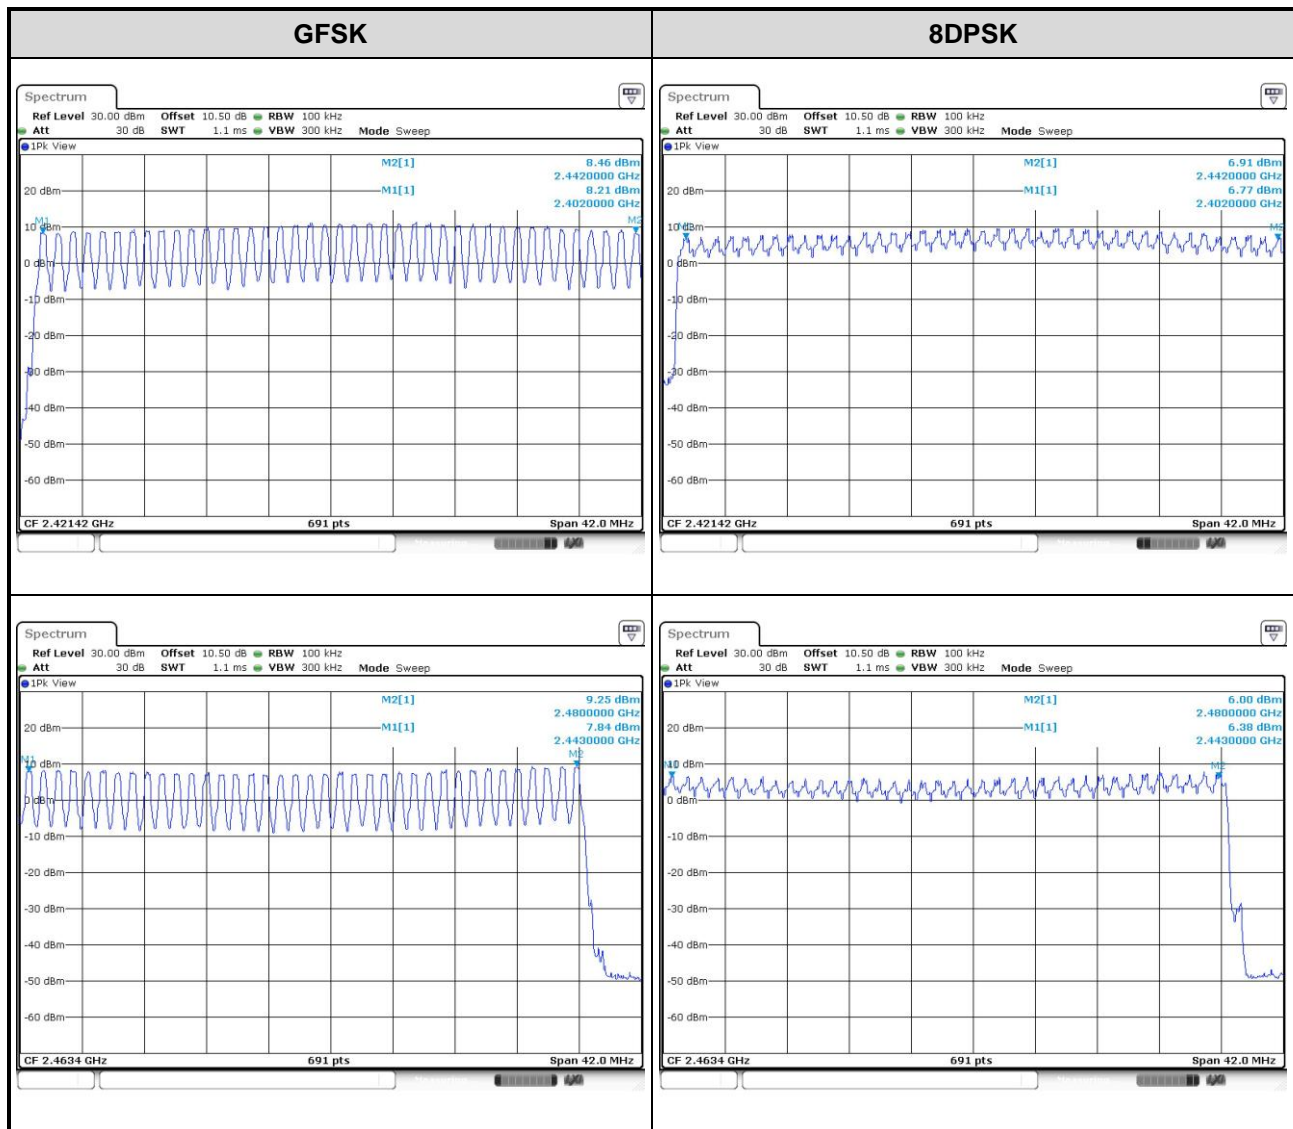 GFSK
8DPSK
Spectrum
Ref Level 30.00 dBm Offset 10.50 dB RBW 100 kHz
Att 30 dB SWT 1.1 ms VBW 300 kHz Mode Sweep
1Pk View
M2[1] 8.46 dBm
2.4420000 GHz
20 dBm
M1[1] 8.21 dBm
2.4020000 GHz
M1
M2
10 dBm
0 dBm
-10 dBm
-20 dBm
-30 dBm
-40 dBm
-50 dBm
-60 dBm
CF 2.42142 GHz 691 pts Span 42.0 MHz
Spectrum
Ref Level 30.00 dBm Offset 10.50 dB RBW 100 kHz
Att 30 dB SWT 1.1 ms VBW 300 kHz Mode Sweep
1Pk View
M2[1] 6.91 dBm
2.4420000 GHz
20 dBm
M1[1] 6.77 dBm
2.4020000 GHz
M1
M2
10 dBm
0 dBm
-10 dBm
-20 dBm
-30 dBm
-40 dBm
-50 dBm
-60 dBm
CF 2.42142 GHz 691 pts Span 42.0 MHz
Spectrum
Ref Level 30.00 dBm Offset 10.50 dB RBW 100 kHz
Att 30 dB SWT 1.1 ms VBW 300 kHz Mode Sweep
1Pk View
M2[1] 9.25 dBm
2.4800000 GHz
20 dBm
M1[1] 7.84 dBm
2.4430000 GHz
M1
M2
10 dBm
0 dBm
-10 dBm
-20 dBm
-30 dBm
-40 dBm
-50 dBm
-60 dBm
CF 2.4634 GHz 691 pts Span 42.0 MHz
Spectrum
Ref Level 30.00 dBm Offset 10.50 dB RBW 100 kHz
Att 30 dB SWT 1.1 ms VBW 300 kHz Mode Sweep
1Pk View
M2[1] 6.00 dBm
2.4800000 GHz
20 dBm
M1[1] 6.38 dBm
2.4430000 GHz
M1
M2
10 dBm
0 dBm
-10 dBm
-20 dBm
-30 dBm
-40 dBm
-50 dBm
-60 dBm
CF 2.4634 GHz 691 pts Span 42.0 MHz